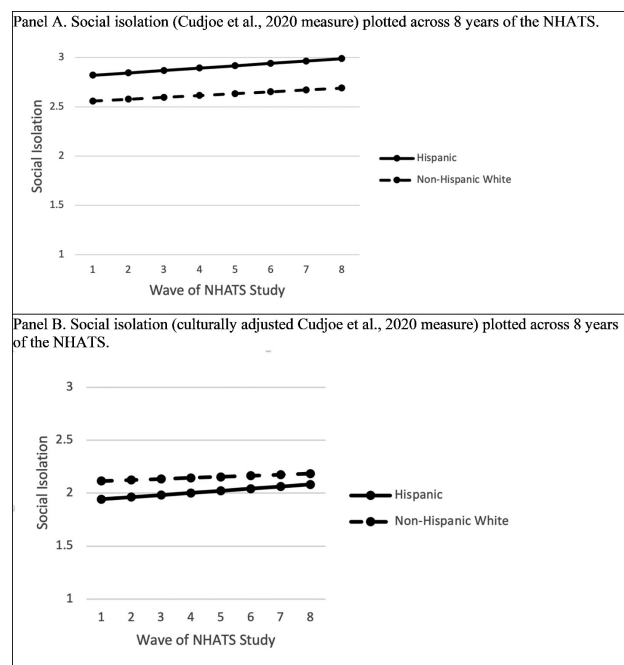 Panel A. Social isolation (Cudjoe et al., 2020 measure) plotted across 8 years of the NHATS.
3
2.5
2
1.5
1
Social Isolation
1 2 3 4 5 6 7 8
Wave of NHATS Study
Hispanic
Non-Hispanic White
Panel B. Social isolation (culturally adjusted Cudjoe et al., 2020 measure) plotted across 8 years
of the NHATS.
3
2.5
2
1.5
1
Social Isolation
1 2 3 4 5 6 7 8
Wave of NHATS Study
Hispanic
Non-Hispanic White